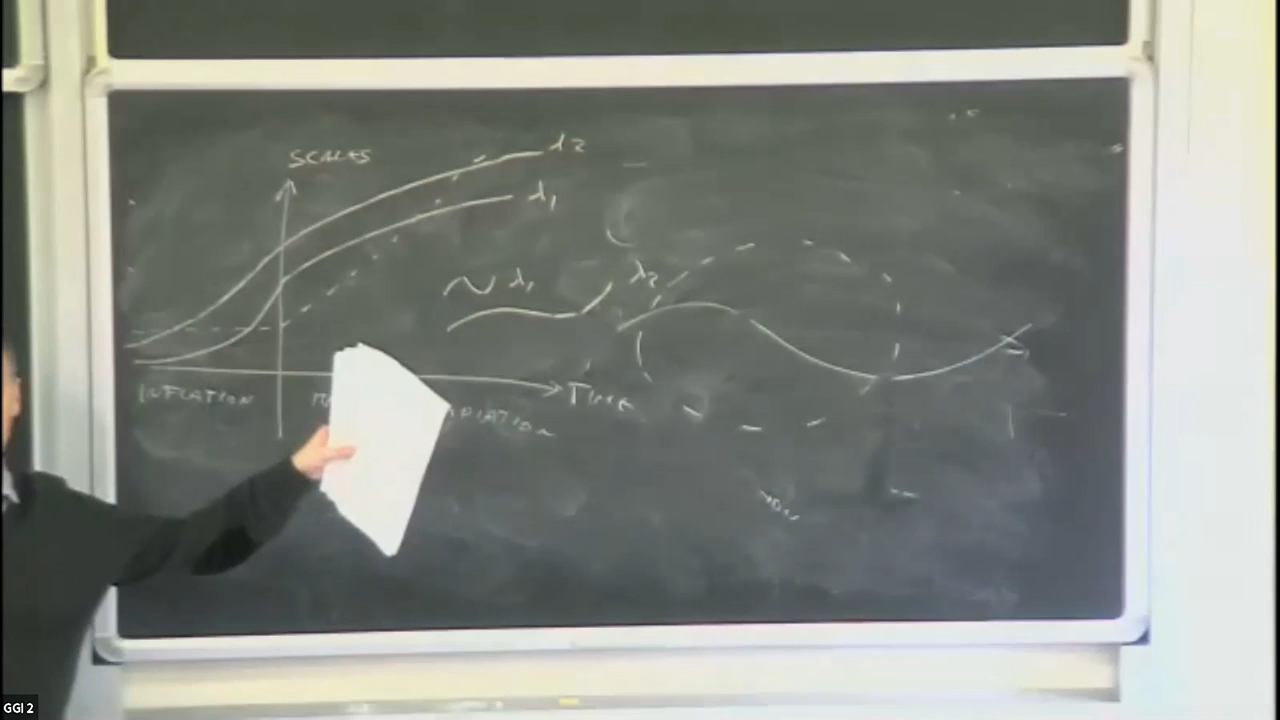 SCALES
λ2
λ1
λ1
λ2
TIME
INFLATION
GGI 2